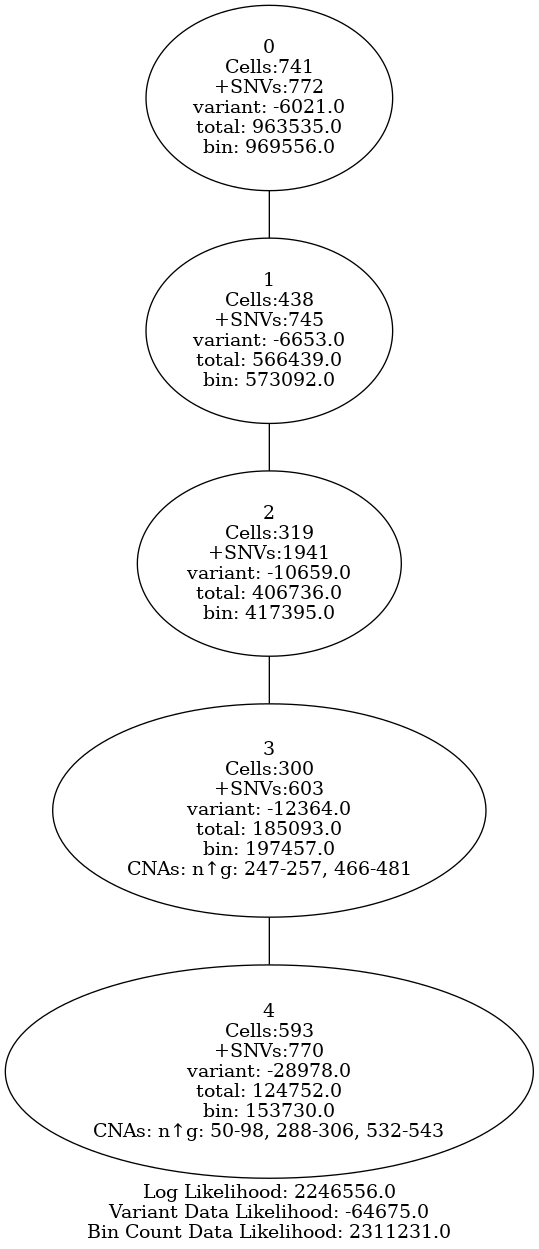 0
Cells:741
+SNVs:772
variant: -6021.0
total: 963535.0
bin: 969556.0
1
Cells:438
+SNVs:745
variant: -6653.0
total: 566439.0
bin: 573092.0
2
Cells:319
+SNVs:1941
variant: -10659.0
total: 406736.0
bin: 417395.0
3
Cells:300
+SNVs:603
variant: -12364.0
total: 185093.0
bin: 197457.0
CNAs: n↑g: 247-257, 466-481
4
Cells:593
+SNVs:770
variant: -28978.0
total: 124752.0
bin: 153730.0
CNAs: n↑g: 50-98, 288-306, 532-543
Log Likelihood: 2246556.0
Variant Data Likelihood: -64675.0
Bin Count Data Likelihood: 2311231.0